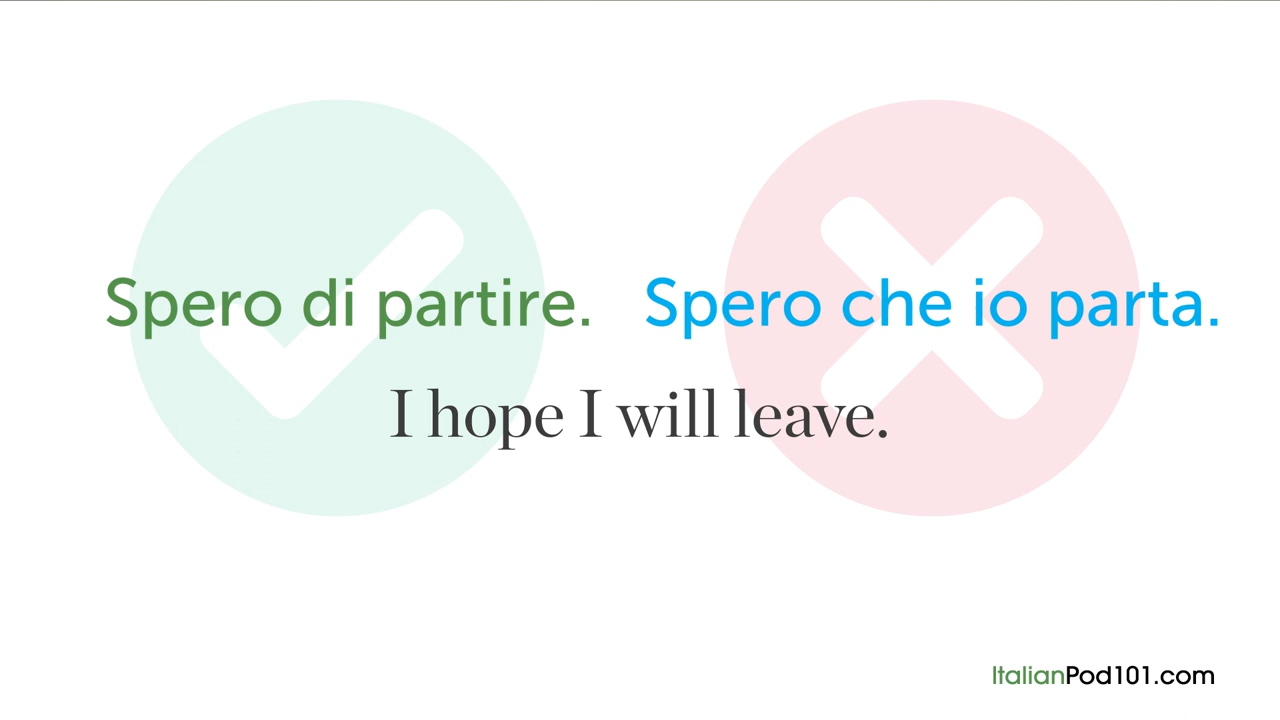 Spero di partire. Spero che io parta.
I hope I will leave.
ItalianPod101.com